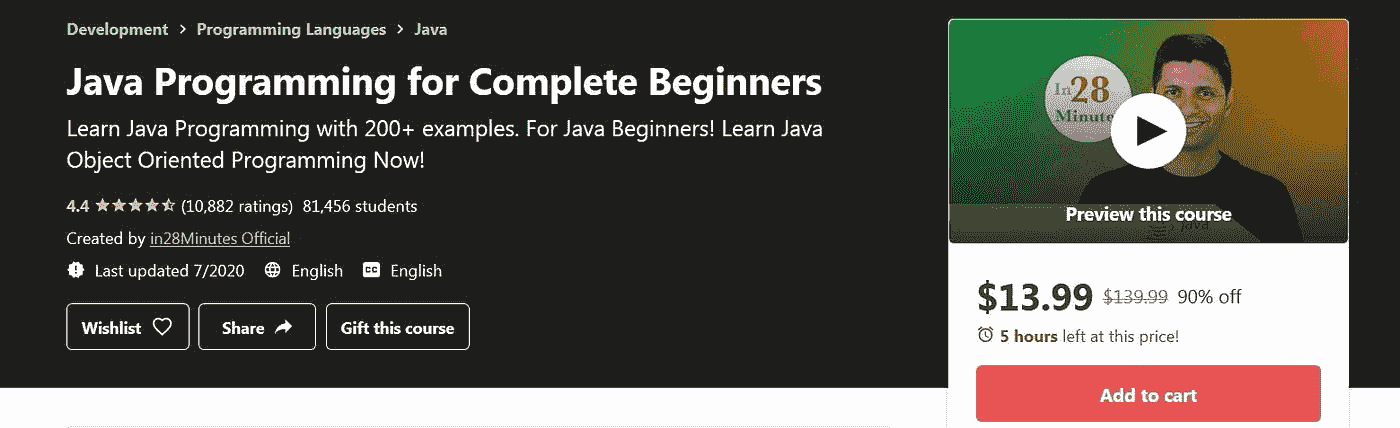 Development > Programming Languages > Java
Java Programming for Complete Beginners
Learn Java Programming with 200+ examples. For Java Beginners! Learn Java
Object Oriented Programming Now!
4.4 (10,882 ratings) 81,456 students
Created by in28Minutes Official
Last updated 7/2020 English CC English
Wishlist Share Gift this course
In28
Minute
Preview this course
Java
$13.99 $139.99 90% off
5 hours left at this price!
Add to cart